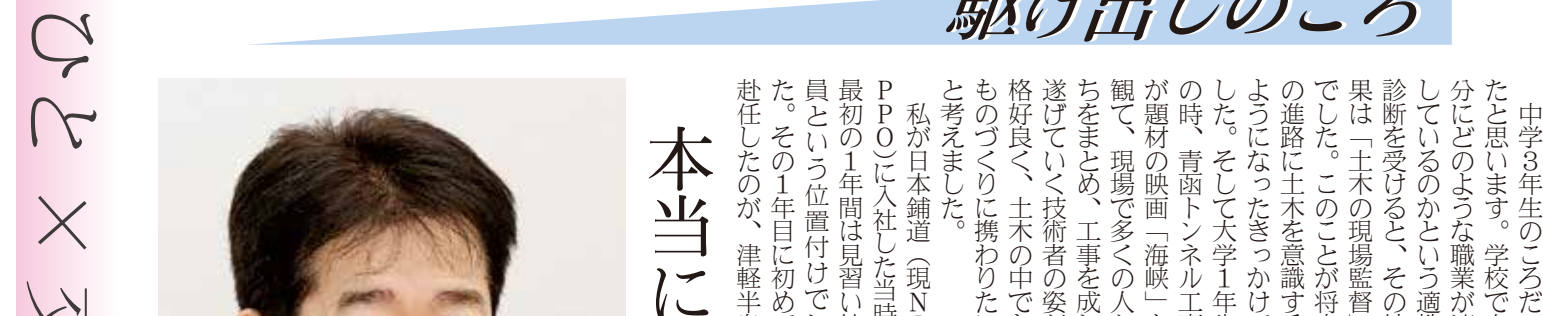 駆け出しのころ
中学３年生のころだ
たと思います。学校で
分にどのような職業が
しているのかという適
診断を受けると、その
果は「土木の現場監督」
でした。このことが将
の進路に土木を意識す
ようになったきっかけ
した。そして大学１年
の時、青函トンネル工
が題材の映画「海峡」
観て、現場で多くの人
ちをまとめ、工事を成
遂げていく技術者の姿
格好良く、土木の中で
ものづくりに携わりた
と考えました。
私が日本鋪道（現Ｎ
ＰＰＯ)に入社した当時
最初の１年間は見習い
員という位置付けで
た。その１年目に初めて
赴任したのが、津軽半
本当に
ひと×